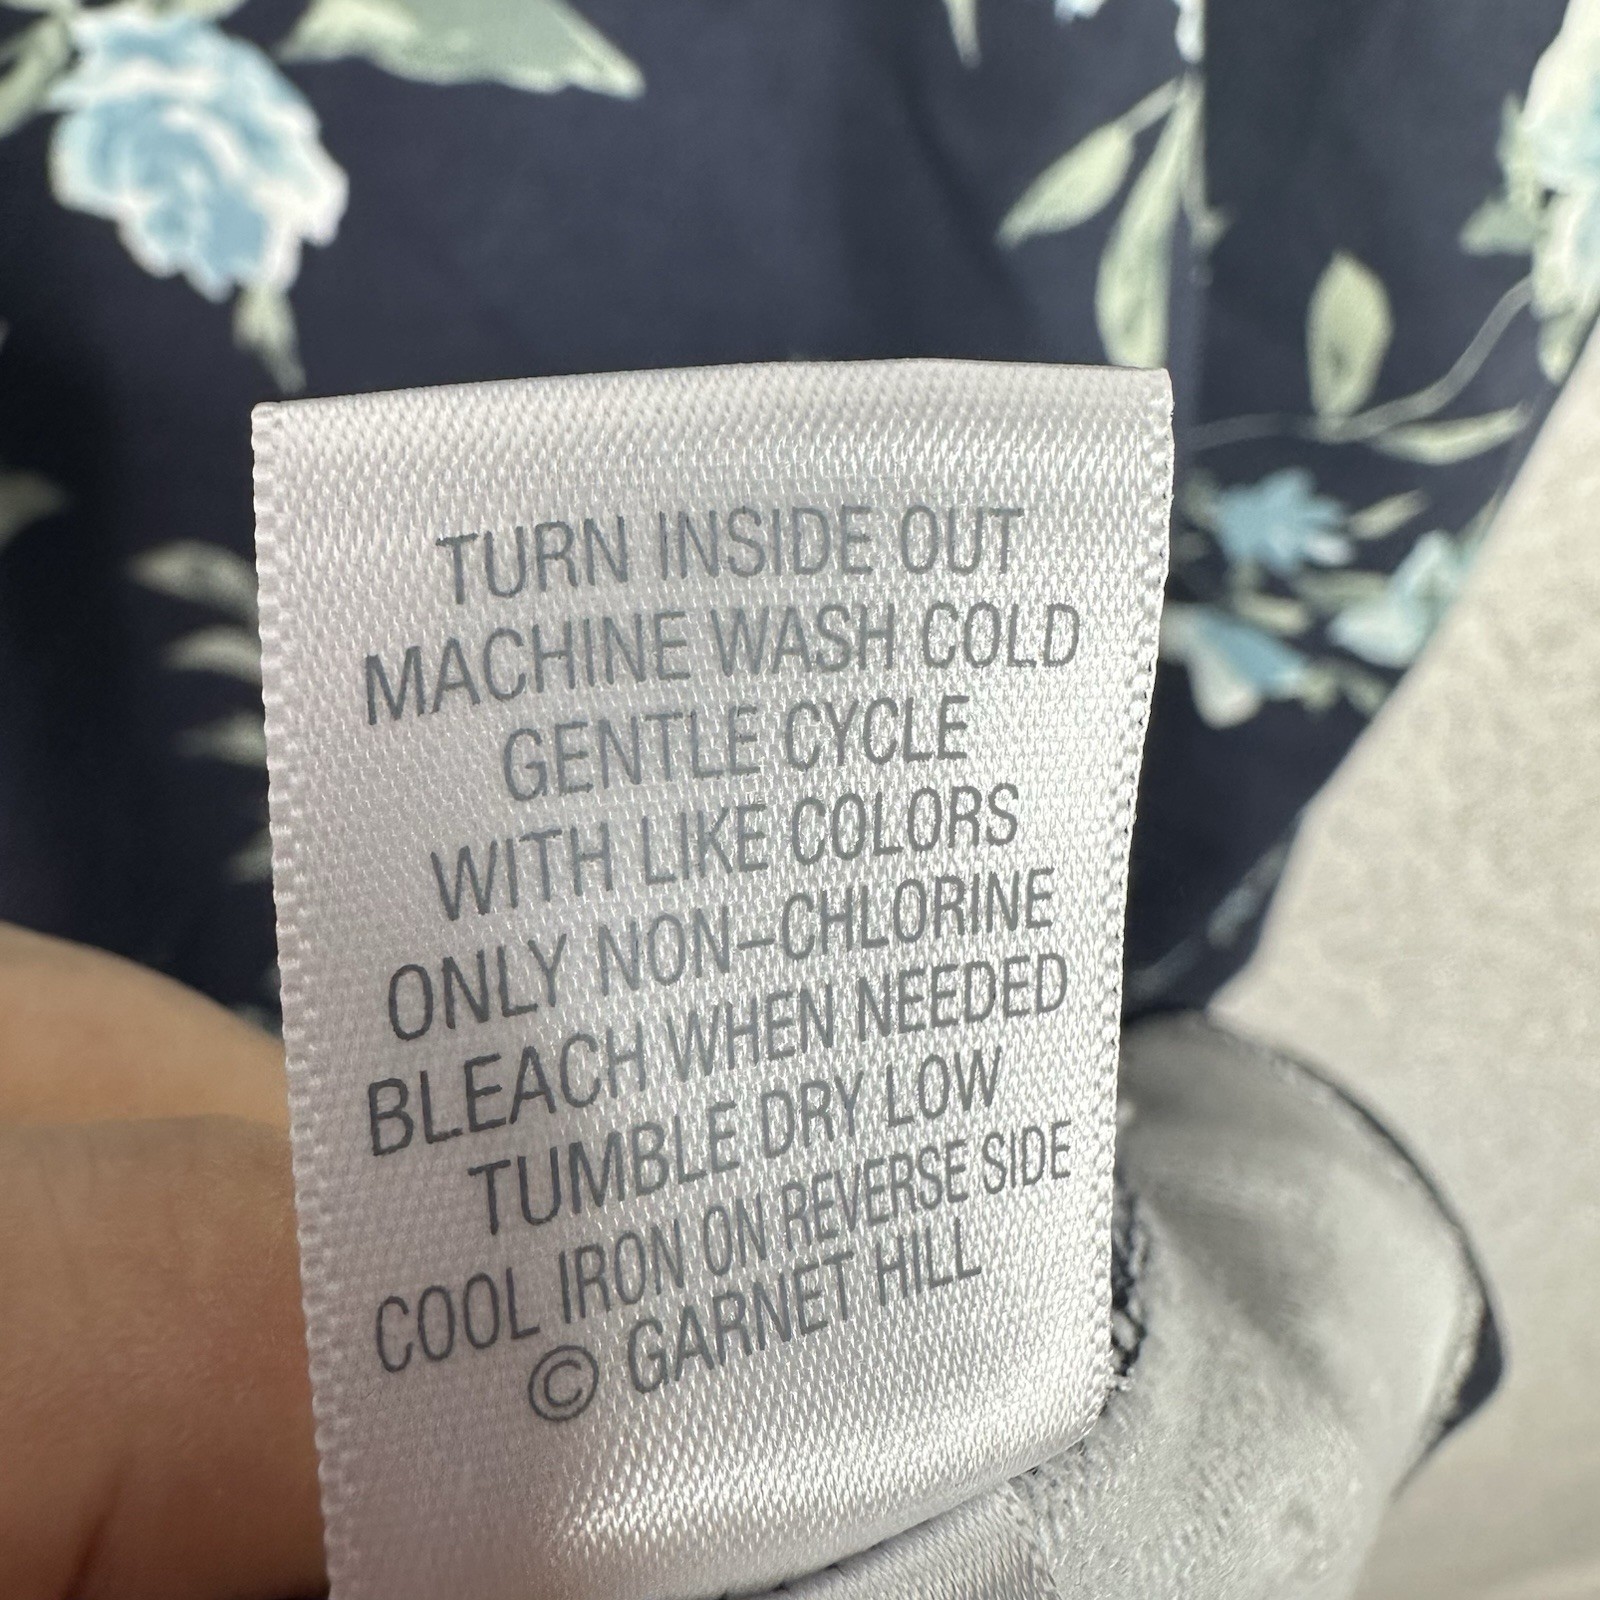 TURN INSIDE OUT
MACHINE WASH COLD
GENTLE CYCLE
WITH LIKE COLORS
ONLY NON-CHLORINE
BLEACH WHEN NEEDED
TUMBLE DRY LOW
COOL IRON ON REVERSE SIDE
© GARNET HILL